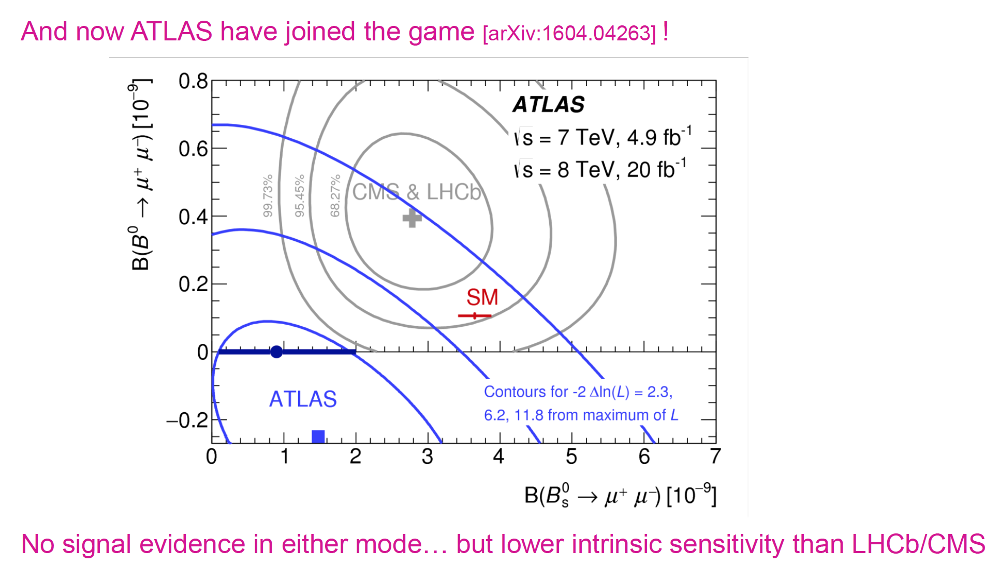 And now ATLAS have joined the game [arXiv:1604.04263] !
B(B⁰ → μ⁺ μ⁻) [10⁻⁹]
0.8
0.6
0.4
0.2
0
−0.2
ATLAS
√s = 7 TeV, 4.9 fb⁻¹
√s = 8 TeV, 20 fb⁻¹
99.73%
95.45%
68.27%
CMS & LHCb
SM
ATLAS
Contours for -2 Δln(L) = 2.3,
6.2, 11.8 from maximum of L
0 1 2 3 4 5 6 7
B(B⁰ₛ → μ⁺ μ⁻) [10⁻⁹]
No signal evidence in either mode… but lower intrinsic sensitivity than LHCb/CMS